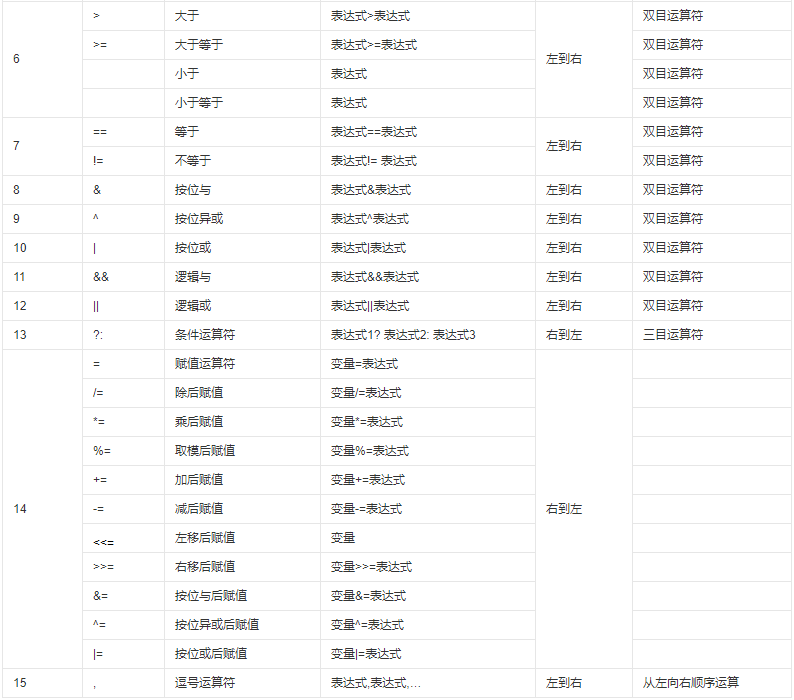 6 > 大于 表达式>表达式 左到右 双目运算符
>= 大于等于 表达式>=表达式 双目运算符
小于 表达式 双目运算符
小于等于 表达式 双目运算符
7 == 等于 表达式==表达式 左到右 双目运算符
!= 不等于 表达式!= 表达式 双目运算符
8 & 按位与 表达式&表达式 左到右 双目运算符
9 ^ 按位异或 表达式^表达式 左到右 双目运算符
10 | 按位或 表达式|表达式 左到右 双目运算符
11 && 逻辑与 表达式&&表达式 左到右 双目运算符
12 || 逻辑或 表达式||表达式 左到右 双目运算符
13 ?: 条件运算符 表达式1? 表达式2: 表达式3 右到左 三目运算符
14 = 赋值运算符 变量=表达式 右到左
/= 除后赋值 变量/=表达式
*= 乘后赋值 变量*=表达式
%= 取模后赋值 变量%=表达式
+= 加后赋值 变量+=表达式
-= 减后赋值 变量-=表达式
<<= 左移后赋值 变量
>>= 右移后赋值 变量>>=表达式
&= 按位与后赋值 变量&=表达式
^= 按位异或后赋值 变量^=表达式
|= 按位或后赋值 变量|=表达式
15 , 逗号运算符 表达式,表达式,… 左到右 从左向右顺序运算